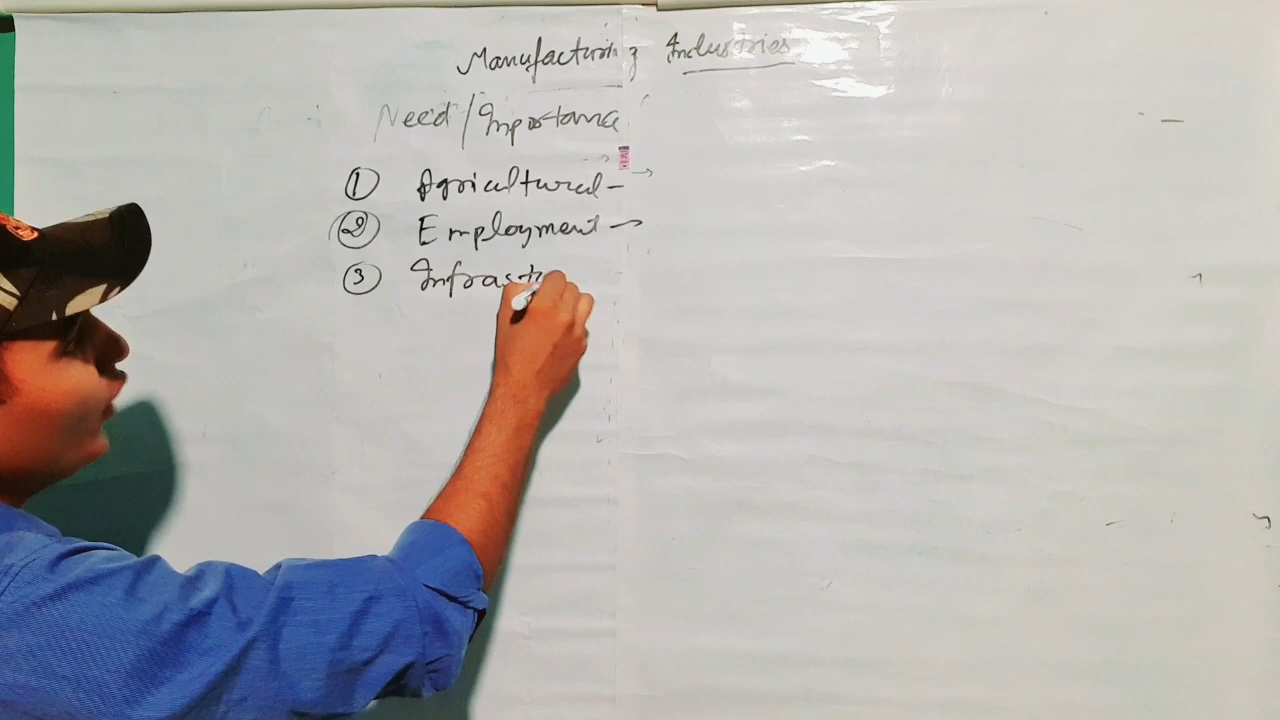 Manufacturing Industries
Need/Importance
① Agricultural - →
② Employment →
③ Infrast